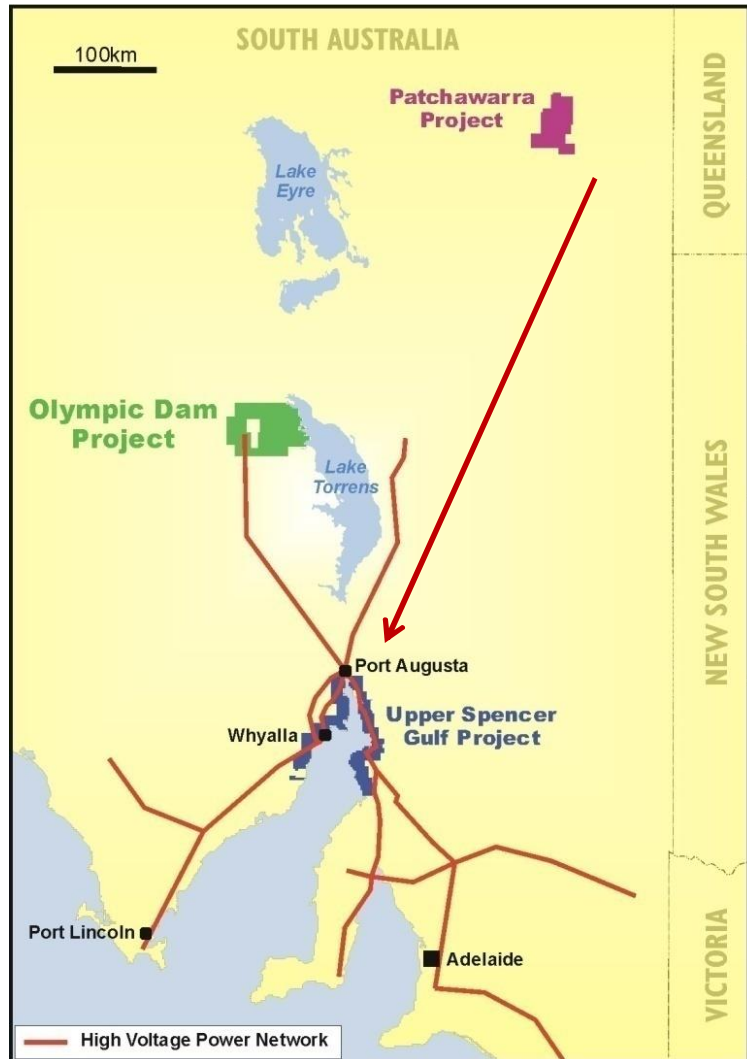 SOUTH AUSTRALIA
100km
Patchawarra
Project
QUEENSLAND
Lake
Eyre
Olympic Dam
Project
Lake
Torrens
NEW SOUTH WALES
Port Augusta
Whyalla
Upper Spencer
Gulf Project
Port Lincoln
Adelaide
VICTORIA
High Voltage Power Network